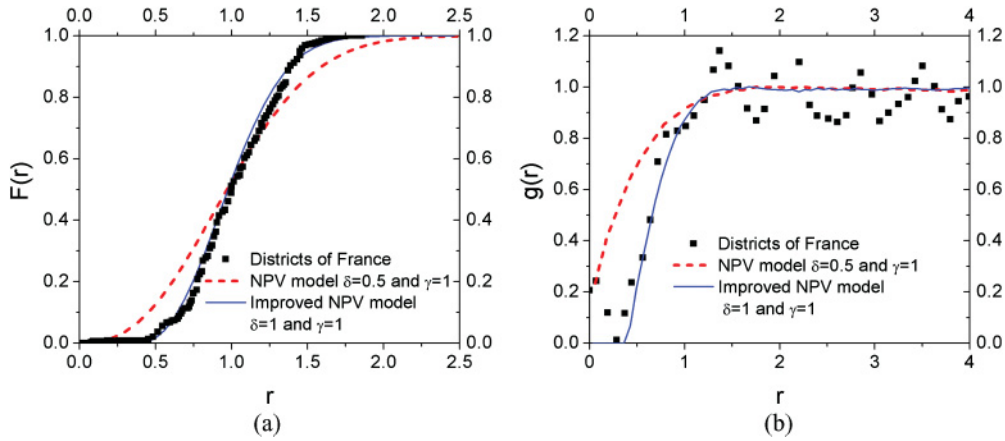 0.0 0.5 1.0 1.5 2.0 2.5
1.0 1.0
0.8 0.8
0.6 0.6
0.4 0.4
0.2 0.2
0.0 0.0
F(r)
Districts of France
NPV model δ=0.5 and γ=1
Improved NPV model
δ=1 and γ=1
0.0 0.5 1.0 1.5 2.0 2.5
r
(a)
0 1 2 3 4
1.2 1.2
1.0 1.0
0.8 0.8
0.6 0.6
0.4 0.4
0.2 0.2
0.0 0.0
g(r)
Districts of France
NPV model δ=0.5 and γ=1
Improved NPV model
δ=1 and γ=1
0 1 2 3 4
r
(b)